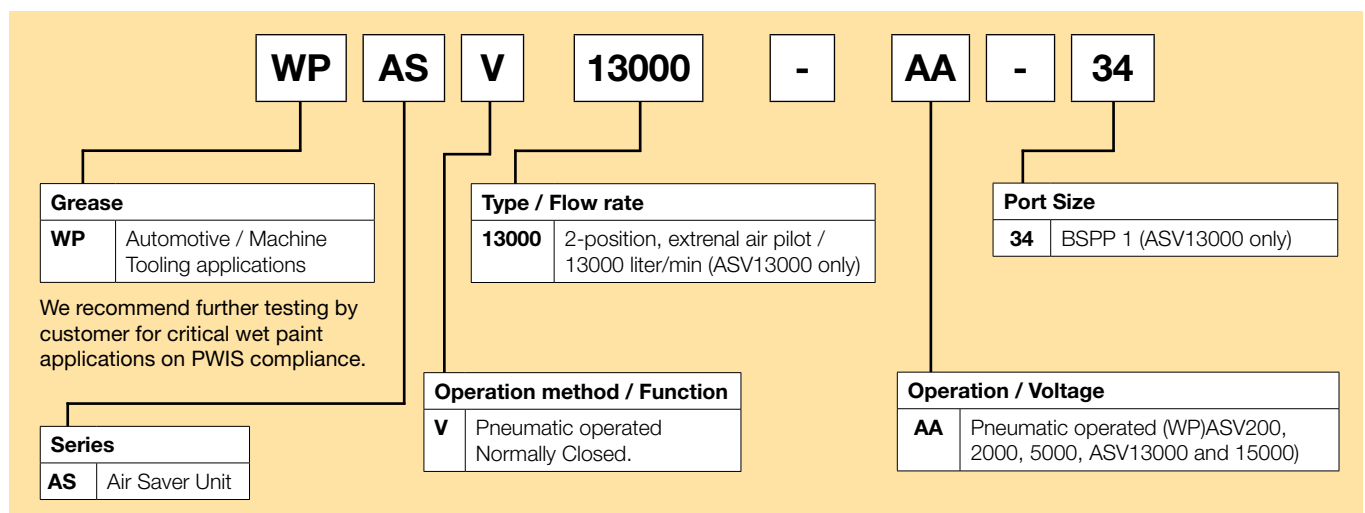 WP AS V 13000 - AA - 34
Grease
WP Automotive / Machine
Tooling applications
We recommend further testing by
customer for critical wet paint
applications on PWIS compliance.
Series
AS Air Saver Unit
Operation method / Function
V Pneumatic operated
Normally Closed.
Type / Flow rate
13000 2-position, extrenal air pilot /
13000 liter/min (ASV13000 only)
Operation / Voltage
AA Pneumatic operated (WP)ASV200,
2000, 5000, ASV13000 and 15000)
Port Size
34 BSPP 1 (ASV13000 only)